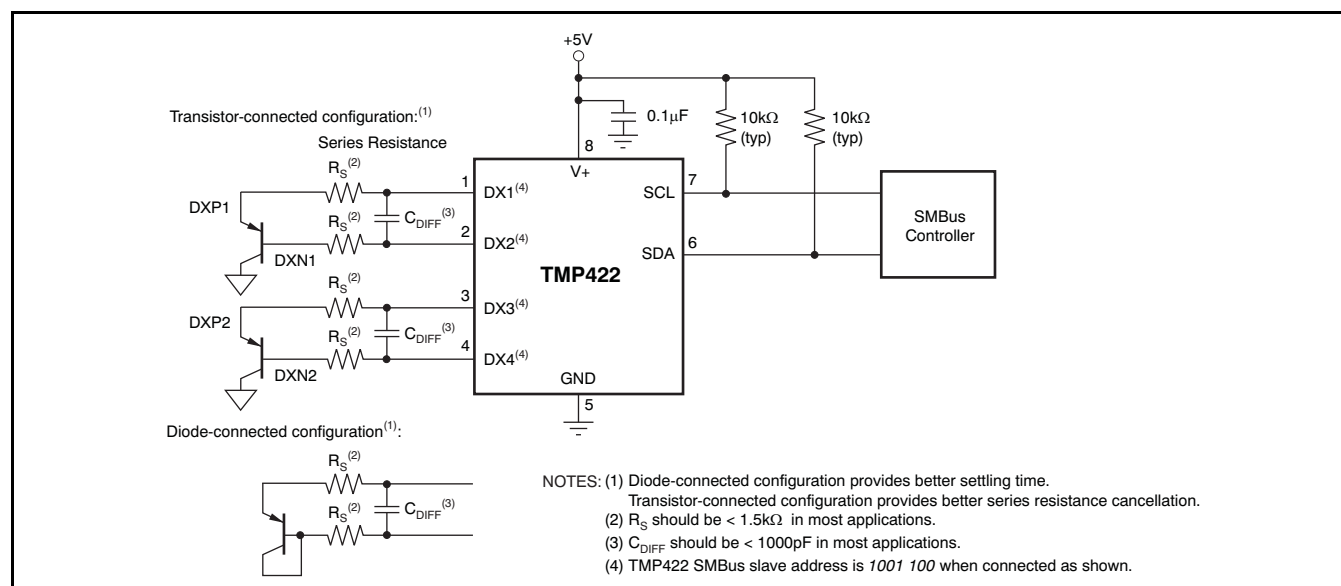 +5V
Transistor-connected configuration:(1)
0.1μF
10kΩ
(typ)
10kΩ
(typ)
Series Resistance
8
V+
RS(2)
1
DX1(4)
SCL
7
DXP1
CDIFF(3)
SMBus
Controller
RS(2)
2
DX2(4)
SDA
6
DXN1
TMP422
RS(2)
3
DX3(4)
DXP2
CDIFF(3)
RS(2)
4
DX4(4)
DXN2
GND
5
Diode-connected configuration(1):
RS(2)
CDIFF(3)
RS(2)
NOTES: (1) Diode-connected configuration provides better settling time.
Transistor-connected configuration provides better series resistance cancellation.
(2) RS should be < 1.5kΩ in most applications.
(3) CDIFF should be < 1000pF in most applications.
(4) TMP422 SMBus slave address is 1001 100 when connected as shown.